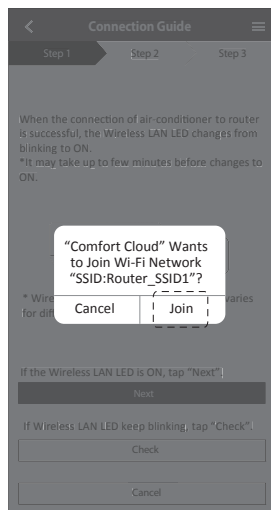 Connection Guide
Step 1 Step 2 Step 3
When the connection of air-conditioner to router
is successful, the Wireless LAN LED changes from
blinking to ON.
*It may take up to few minutes before changes to
ON.
“Comfort Cloud” Wants
to Join Wi-Fi Network
“SSID:Router_SSID1”?
Cancel Join
* Wire varies
for dif
If the Wireless LAN LED is ON, tap “Next”.
Next
If Wireless LAN LED keep blinking, tap “Check”.
Check
Cancel